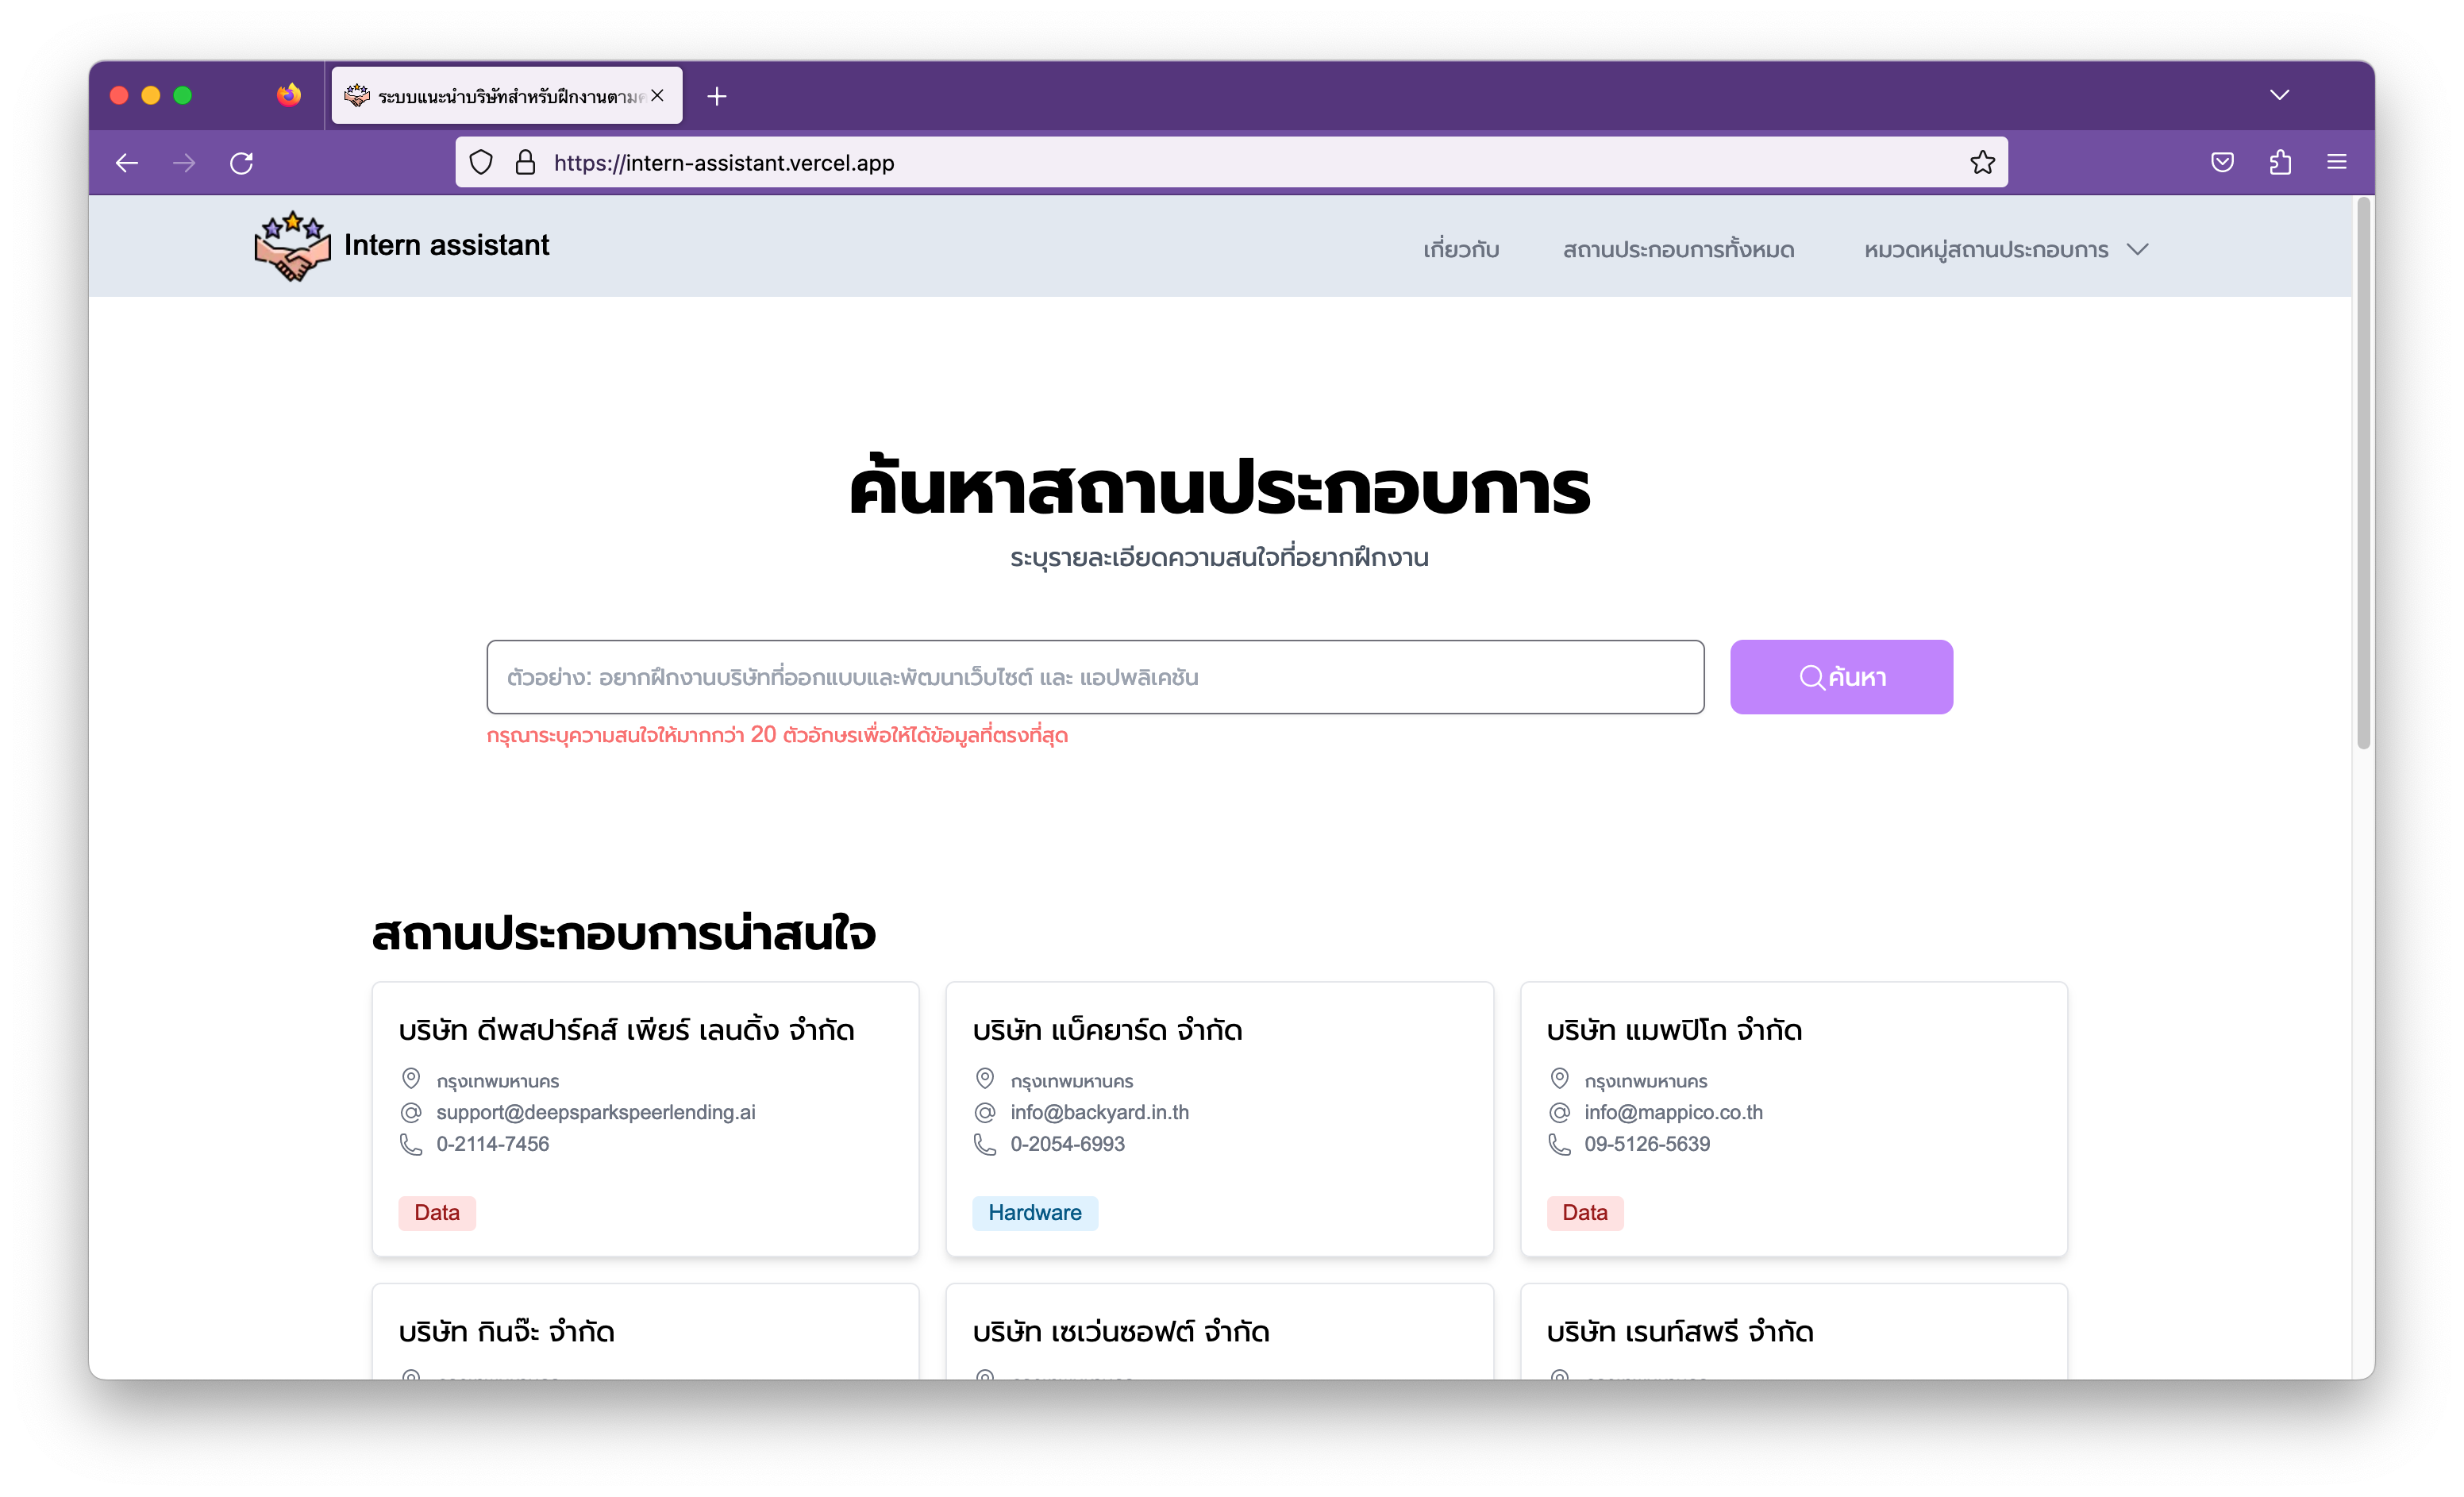 ระบบแนะนำบริษัทสำหรับฝึกงานตาม
https://intern-assistant.vercel.app
Intern assistant
เกี่ยวกับ
สถานประกอบการทั้งหมด
หมวดหมู่สถานประกอบการ
ค้นหาสถานประกอบการ
ระบุรายละเอียดความสนใจที่อยากฝึกงาน
ตัวอย่าง: อยากฝึกงานบริษัทที่ออกแบบและพัฒนาเว็บไซต์ และ แอปพลิเคชัน
ค้นหา
กรุณาระบุความสนใจให้มากกว่า 20 ตัวอักษรเพื่อให้ได้ข้อมูลที่ตรงที่สุด
สถานประกอบการน่าสนใจ
บริษัท ดีพสปาร์คส์ เพียร์ เลนดิ้ง จำกัด
กรุงเทพมหานคร
support@deepsparkspeerlending.ai
0-2114-7456
Data
บริษัท แบ็คยาร์ด จำกัด
กรุงเทพมหานคร
info@backyard.in.th
0-2054-6993
Hardware
บริษัท แมพปิโก จำกัด
กรุงเทพมหานคร
info@mappico.co.th
09-5126-5639
Data
บริษัท กินจ๊ะ จำกัด
บริษัท เซเว่นซอฟต์ จำกัด
บริษัท เรนท์สพรี จำกัด